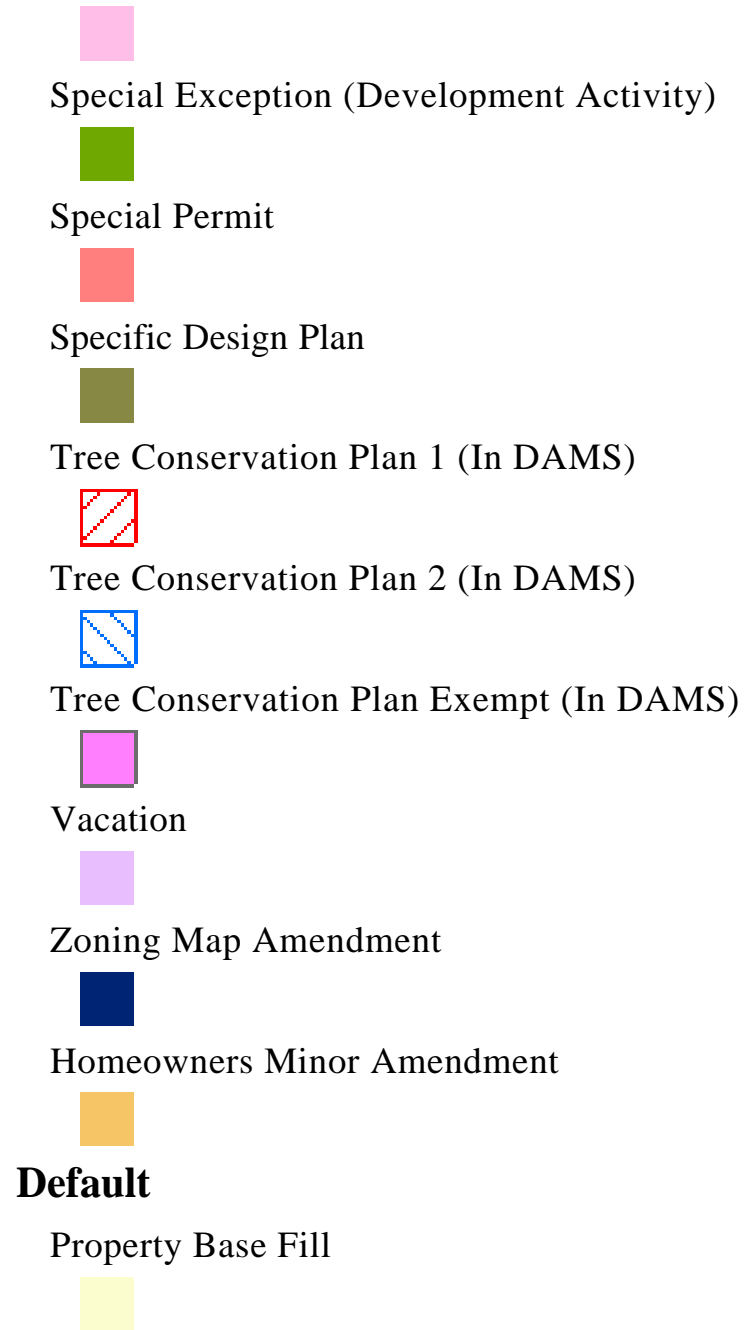 Special Exception (Development Activity)
Special Permit
Specific Design Plan
Tree Conservation Plan 1 (In DAMS)
Tree Conservation Plan 2 (In DAMS)
Tree Conservation Plan Exempt (In DAMS)
Vacation
Zoning Map Amendment
Homeowners Minor Amendment
Default
Property Base Fill